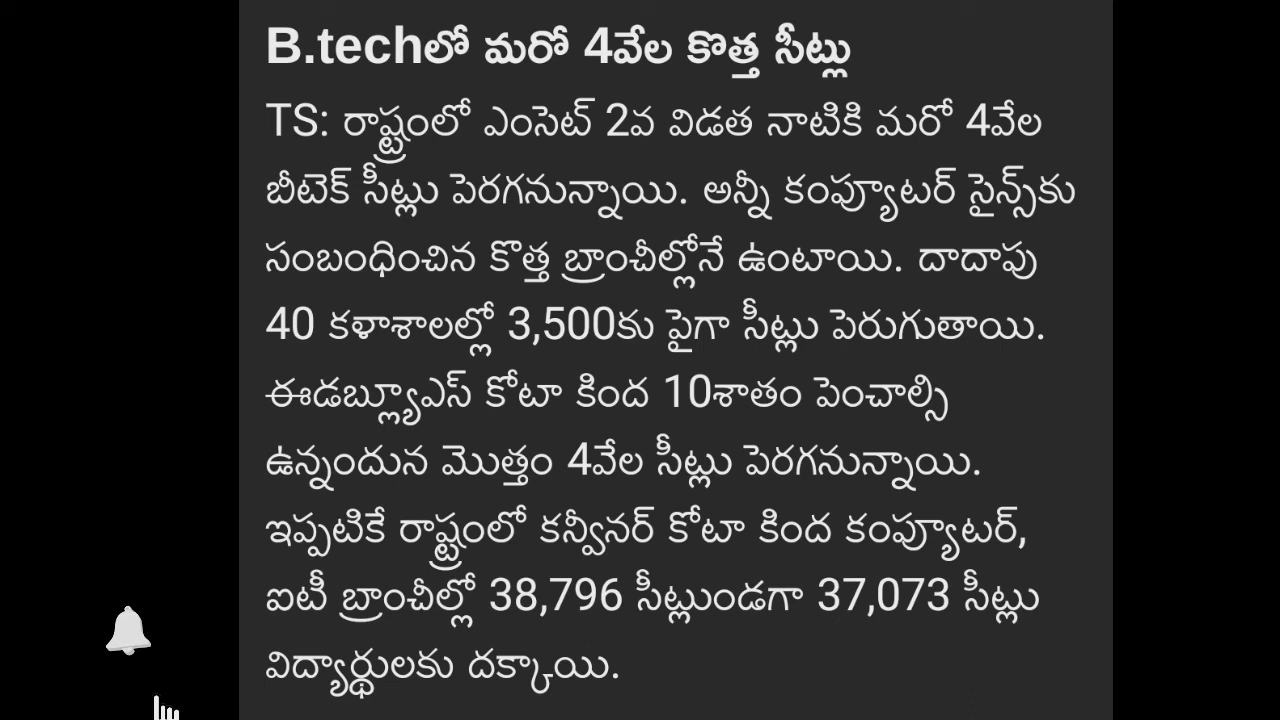 B.techలో మరో 4వేల కొత్త సీట్లు
TS: రాష్ట్రంలో ఎంసెట్ 2వ విడత నాటికి మరో 4వేల
బీటెక్ సీట్లు పెరగనున్నాయి. అన్నీ కంప్యూటర్ సైన్స్‌కు
సంబంధించిన కొత్త బ్రాంచీల్లోనే ఉంటాయి. దాదాపు
40 కళాశాలల్లో 3,500కు పైగా సీట్లు పెరుగుతాయి.
ఈడబ్ల్యూఎస్ కోటా కింద 10శాతం పెంచాల్సి
ఉన్నందున మొత్తం 4వేల సీట్లు పెరగనున్నాయి.
ఇప్పటికే రాష్ట్రంలో కన్వీనర్ కోటా కింద కంప్యూటర్,
ఐటీ బ్రాంచీల్లో 38,796 సీట్లుండగా 37,073 సీట్లు
విద్యార్థులకు దక్కాయి.